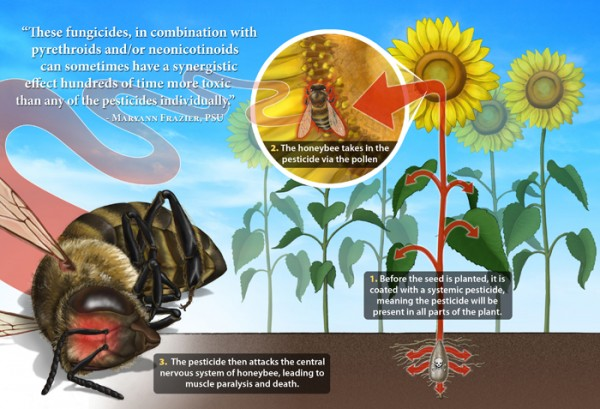 “These fungicides, in combination with
pyrethroids and/or neonicotinoids
can sometimes have a synergistic
effect hundreds of time more toxic
than any of the pesticides individually,”
- Maryann Frazier, PSU
2. The honeybee takes in the
pesticide via the pollen
1. Before the seed is planted, it is
coated with a systemic pesticide,
meaning the pesticide will be
present in all parts of the plant.
3. The pesticide then attacks the central
nervous system of honeybee, leading to
muscle paralysis and death.